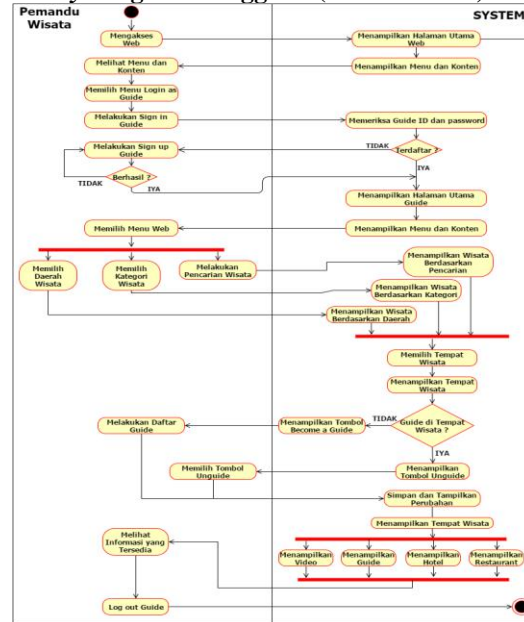 Pemandu
Wisata
SYSTEM
Mengakses
Web
Menampilkan Halaman Utama
Web
Melihat Menu dan
Konten
Menampilkan Menu dan Konten
Memilih Menu Login as
Guide
Melakukan Sign in
Guide
Memeriksa Guide ID dan password
Melakukan Sign up
Guide
TIDAK
Terdaftar ?
Berhasil ?
TIDAK
IYA
IYA
Menampilkan Halaman Utama
Guide
Memilih Menu Web
Menampilkan Menu dan Konten
Memilih
Daerah
Wisata
Memilih
Kategori
Wisata
Melakukan
Pencarian Wisata
Menampilkan Wisata
Berdasarkan
Pencarian
Menampilkan Wisata
Berdasarkan Kategori
Menampilkan Wisata
Berdasarkan Daerah
Memilih Tempat
Wisata
Menampilkan Tempat
Wisata
Melakukan Daftar
Guide
Menampilkan Tombol
Become a Guide
TIDAK
Guide di Tempat
Wisata ?
IYA
Memilih Tombol
Unguide
Menampilkan
Tombol Unguide
Simpan dan Tampilkan
Perubahan
Menampilkan Tempat Wisata
Melihat
Informasi yang
Tersedia
Menampilkan
Video
Menampilkan
Guide
Menampilkan
Hotel
Menampilkan
Restaurant
Log out Guide